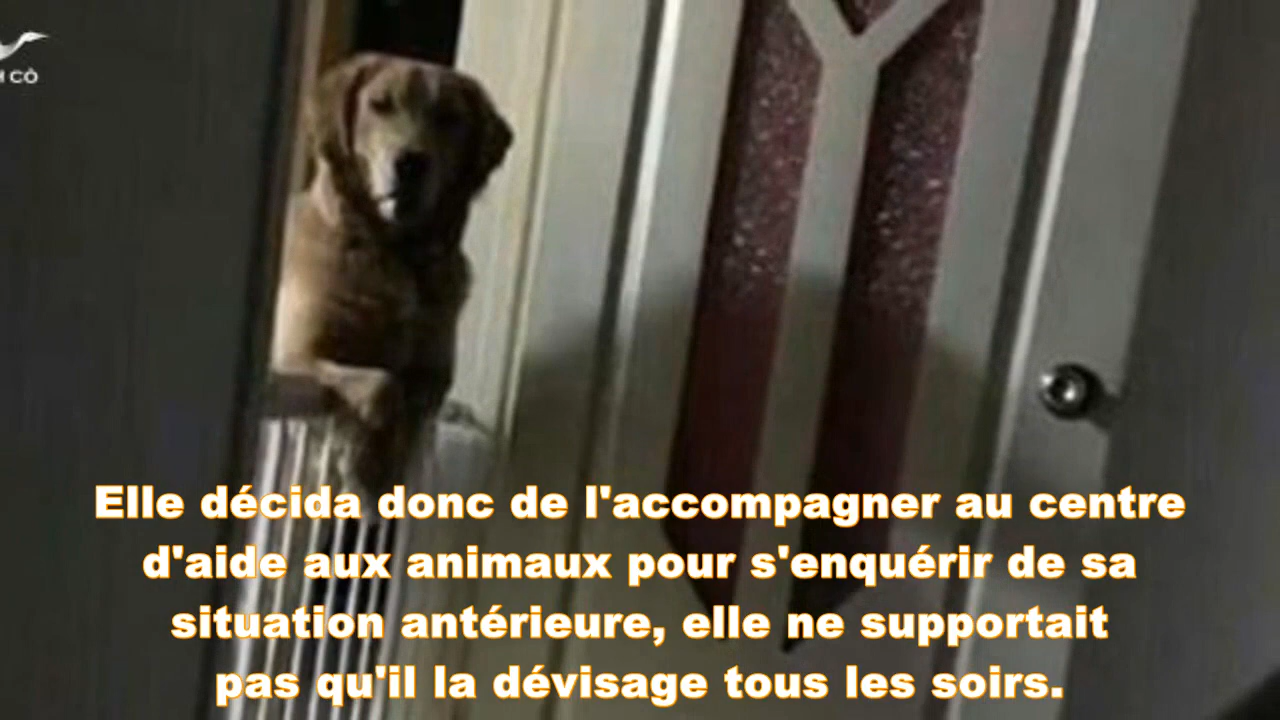 CÒ
Elle décida donc de l'accompagner au centre
d'aide aux animaux pour s'enquérir de sa
situation antérieure, elle ne supportait
pas qu'il la dévisage tous les soirs.